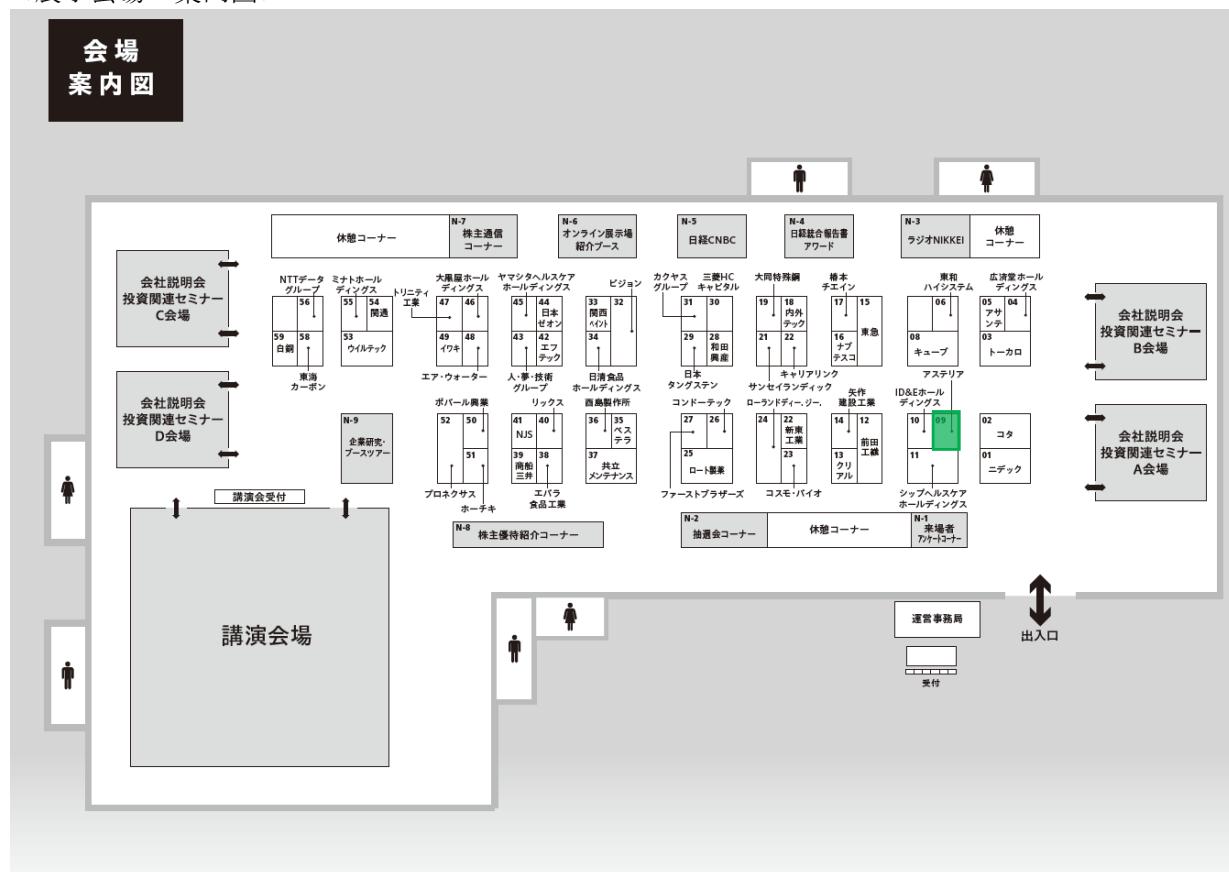 会場
案内図
N-7
N-6
N-5
N-4
N-3
休憩コーナー
株主通信
コーナー
オンライン展示場
紹介ブース
日経CNBC
日経統合報告書
アワード
ラジオNIKKEI
休憩
コーナー
会社説明会
投資関連セミナー
C会場
NTTデータ
グループ
ミナトホール
ディングス
トリニティ
工業
大黒屋ホール
ディングス
ヤマシタヘルスケア
ホールディングス
ビジョン
カクヤス
グループ
三菱HC
キャピタル
大同特殊鋼
椿本
チエイン
東和
ハイシステム
広済堂ホール
ディングス
会社説明会
投資関連セミナー
B会場
56
55
54
関通
47
46
45
44
日本
ゼオン
33
関西
ペイント
32
31
30
19
18
内外
テック
17
15
東急
06
05
アサ
ンテ
04
59
白銅
58
53
ウイルテック
49
イワキ
48
43
42
エフ
テック
34
29
28
和田
興産
21
22
16
ナブ
テスコ
08
キューブ
03
トーカロ
東海
カーボン
エア・ウォーター
人・夢・技術
グループ
日清食品
ホールディングス
日本
タングステン
キャリアリンク
サンセイランディック
アステリア
会社説明会
投資関連セミナー
D会場
ポパール興業
リックス
酉島製作所
コンドーテック
ローランドディー.ジー.
矢作
建設工業
ID&Eホール
ディングス
会社説明会
投資関連セミナー
A会場
N-9
企業研究・
ブースツアー
52
50
41
NJS
40
36
35
ベス
テラ
27
26
24
22
新東
工業
14
12
前田
工繊
10
09
02
コタ
51
39
商船
三井
38
37
共立
メンテナンス
25
ロート製薬
23
13
クリ
アル
11
01
ニデック
プロネクサス
ホーチキ
エバラ
食品工業
ファーストブラザーズ
コスモ・バイオ
シップヘルスケア
ホールディングス
講演会受付
N-8
株主優待紹介コーナー
N-2
抽選会コーナー
休憩コーナー
N-1
来場者
アンケートコーナー
講演会場
運営事務局
出入口
受付